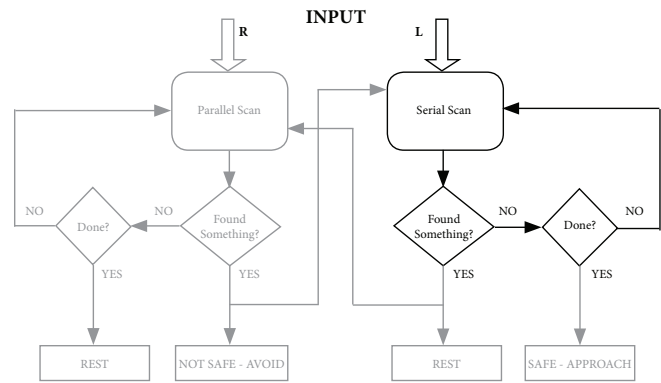 INPUT
R
L
Parallel Scan
Serial Scan
NO
Done?
NO
Found
Something?
Found
Something?
NO
Done?
NO
YES
YES
YES
YES
REST
NOT SAFE - AVOID
REST
SAFE - APPROACH